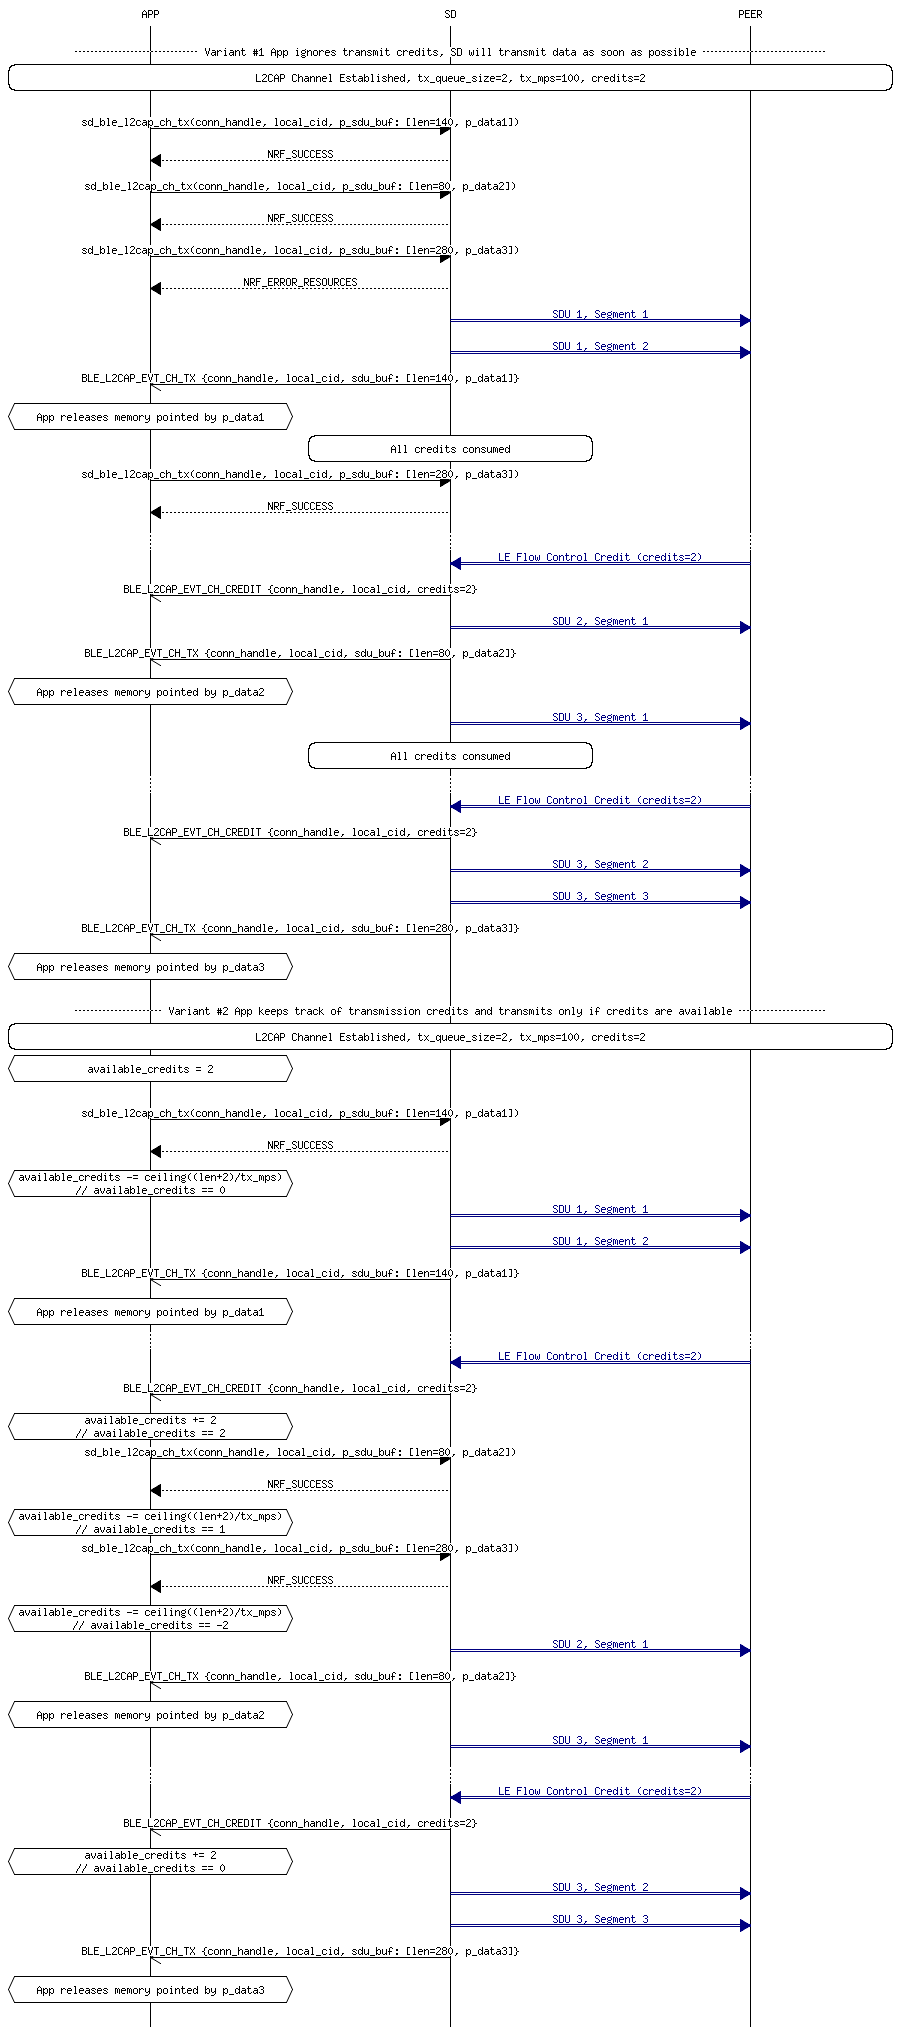 APP SD PEER
Variant #1 App ignores transmit credits, SD will transmit data as soon as possible
L2CAP Channel Established, tx_queue_size=2, tx_mps=100, credits=2
sd_ble_l2cap_ch_tx(conn_handle, local_cid, p_sdu_buf: [len=140, p_data1])
NRF_SUCCESS
sd_ble_l2cap_ch_tx(conn_handle, local_cid, p_sdu_buf: [len=80, p_data2])
NRF_SUCCESS
sd_ble_l2cap_ch_tx(conn_handle, local_cid, p_sdu_buf: [len=280, p_data3])
NRF_ERROR_RESOURCES
SDU 1, Segment 1
SDU 1, Segment 2
BLE_L2CAP_EVT_CH_TX {conn_handle, local_cid, sdu_buf: [len=140, p_data1]}
App releases memory pointed by p_data1
All credits consumed
sd_ble_l2cap_ch_tx(conn_handle, local_cid, p_sdu_buf: [len=280, p_data3])
NRF_SUCCESS
LE Flow Control Credit (credits=2)
BLE_L2CAP_EVT_CH_CREDIT {conn_handle, local_cid, credits=2}
SDU 2, Segment 1
BLE_L2CAP_EVT_CH_TX {conn_handle, local_cid, sdu_buf: [len=80, p_data2]}
App releases memory pointed by p_data2
SDU 3, Segment 1
All credits consumed
LE Flow Control Credit (credits=2)
BLE_L2CAP_EVT_CH_CREDIT {conn_handle, local_cid, credits=2}
SDU 3, Segment 2
SDU 3, Segment 3
BLE_L2CAP_EVT_CH_TX {conn_handle, local_cid, sdu_buf: [len=280, p_data3]}
App releases memory pointed by p_data3
Variant #2 App keeps track of transmission credits and transmits only if credits are available
L2CAP Channel Established, tx_queue_size=2, tx_mps=100, credits=2
available_credits = 2
sd_ble_l2cap_ch_tx(conn_handle, local_cid, p_sdu_buf: [len=140, p_data1])
NRF_SUCCESS
available_credits -= ceiling((len+2)/tx_mps)
// available_credits == 0
SDU 1, Segment 1
SDU 1, Segment 2
BLE_L2CAP_EVT_CH_TX {conn_handle, local_cid, sdu_buf: [len=140, p_data1]}
App releases memory pointed by p_data1
LE Flow Control Credit (credits=2)
BLE_L2CAP_EVT_CH_CREDIT {conn_handle, local_cid, credits=2}
available_credits += 2
// available_credits == 2
sd_ble_l2cap_ch_tx(conn_handle, local_cid, p_sdu_buf: [len=80, p_data2])
NRF_SUCCESS
available_credits -= ceiling((len+2)/tx_mps)
// available_credits == 1
sd_ble_l2cap_ch_tx(conn_handle, local_cid, p_sdu_buf: [len=280, p_data3])
NRF_SUCCESS
available_credits -= ceiling((len+2)/tx_mps)
// available_credits == -2
SDU 2, Segment 1
BLE_L2CAP_EVT_CH_TX {conn_handle, local_cid, sdu_buf: [len=80, p_data2]}
App releases memory pointed by p_data2
SDU 3, Segment 1
LE Flow Control Credit (credits=2)
BLE_L2CAP_EVT_CH_CREDIT {conn_handle, local_cid, credits=2}
available_credits += 2
// available_credits == 0
SDU 3, Segment 2
SDU 3, Segment 3
BLE_L2CAP_EVT_CH_TX {conn_handle, local_cid, sdu_buf: [len=280, p_data3]}
App releases memory pointed by p_data3